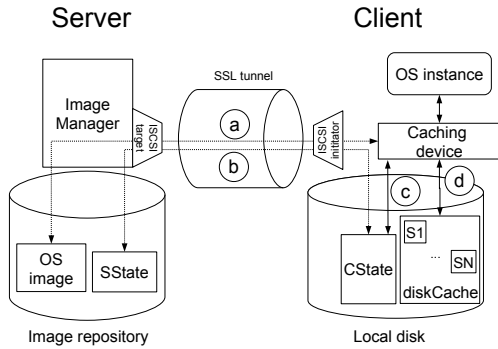 Server
Client
SSL tunnel
OS instance
Image
Manager
ISCSI
target
a
b
ISCSI
inititator
Caching
device
c
d
OS
image
SState
CState
S1
...
SN
diskCache
Image repository
Local disk